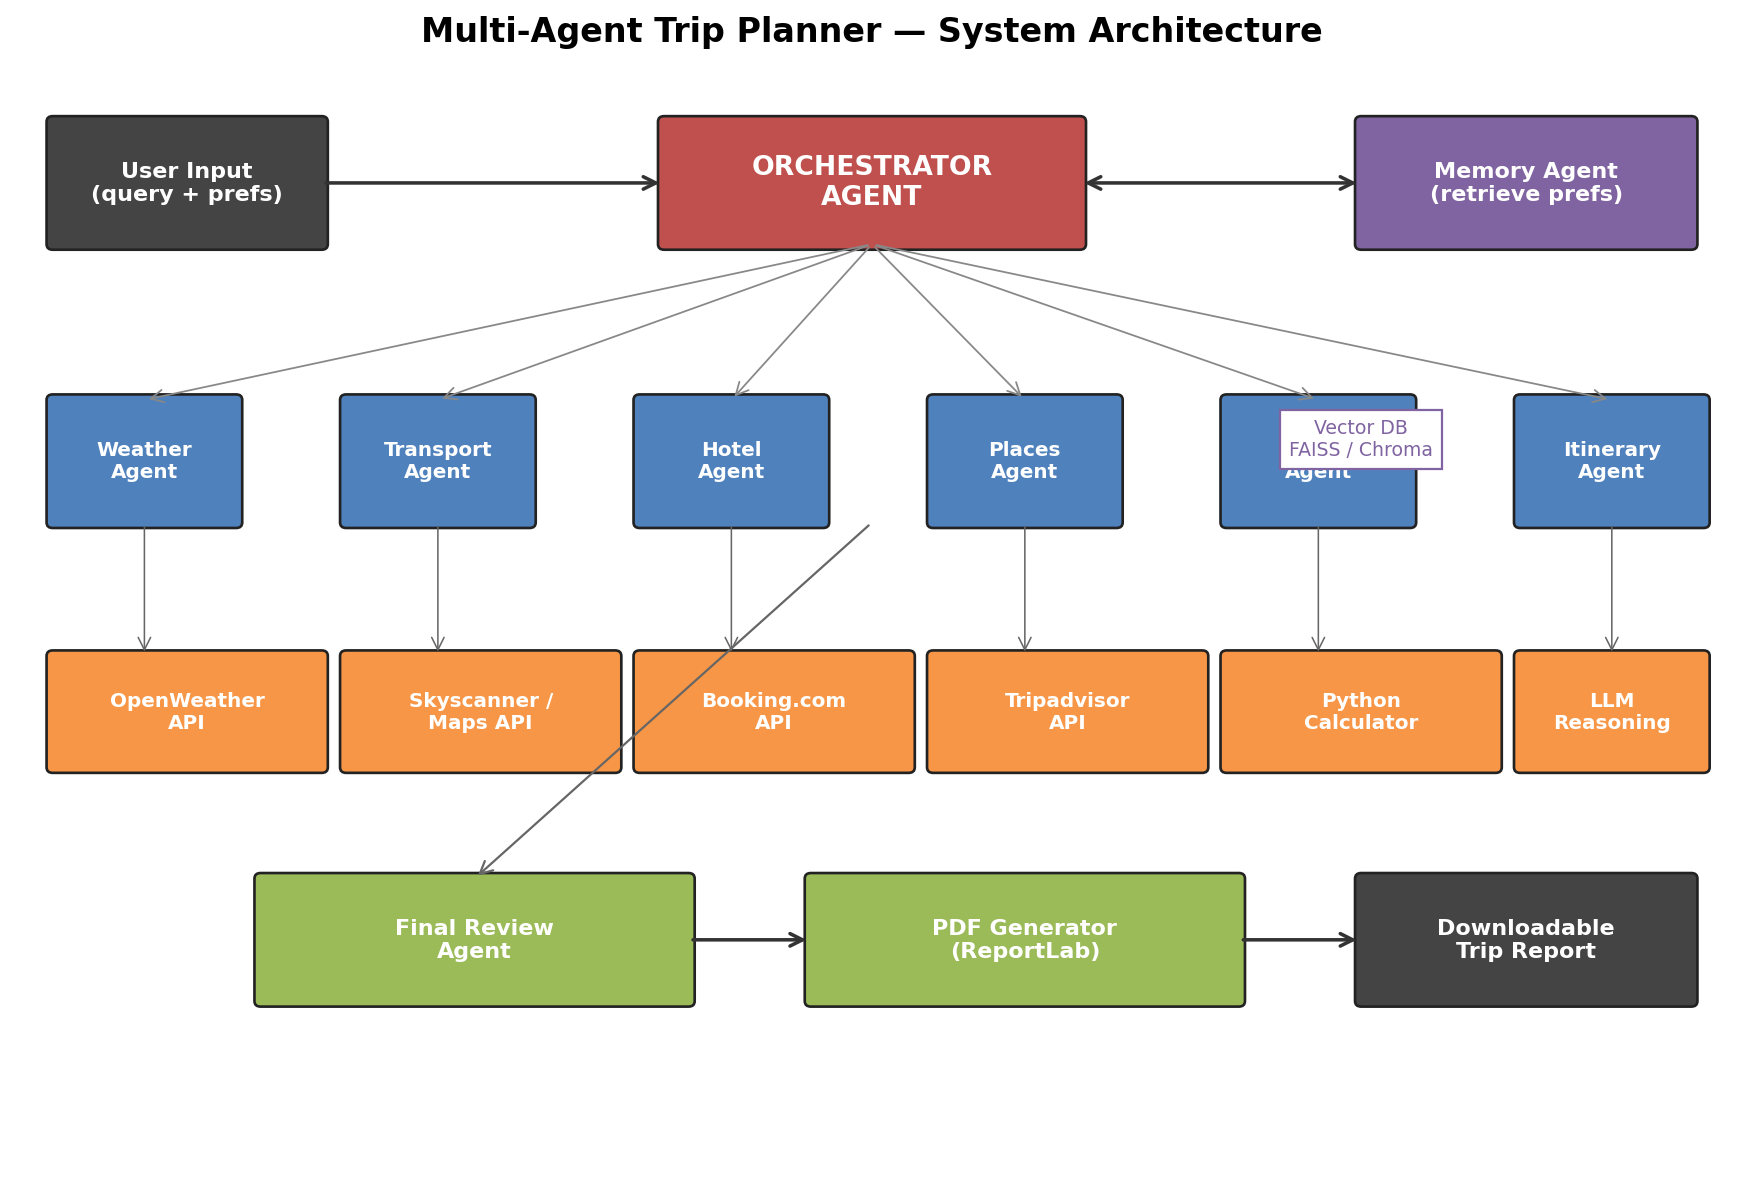 Multi-Agent Trip Planner — System Architecture
User Input
(query + prefs)
ORCHESTRATOR
AGENT
Memory Agent
(retrieve prefs)
Weather
Agent
Transport
Agent
Hotel
Agent
Places
Agent
Vector DB
FAISS / Chroma
Agent
Itinerary
Agent
OpenWeather
API
Skyscanner /
Maps API
Booking.com
API
Tripadvisor
API
Python
Calculator
LLM
Reasoning
Final Review
Agent
PDF Generator
(ReportLab)
Downloadable
Trip Report